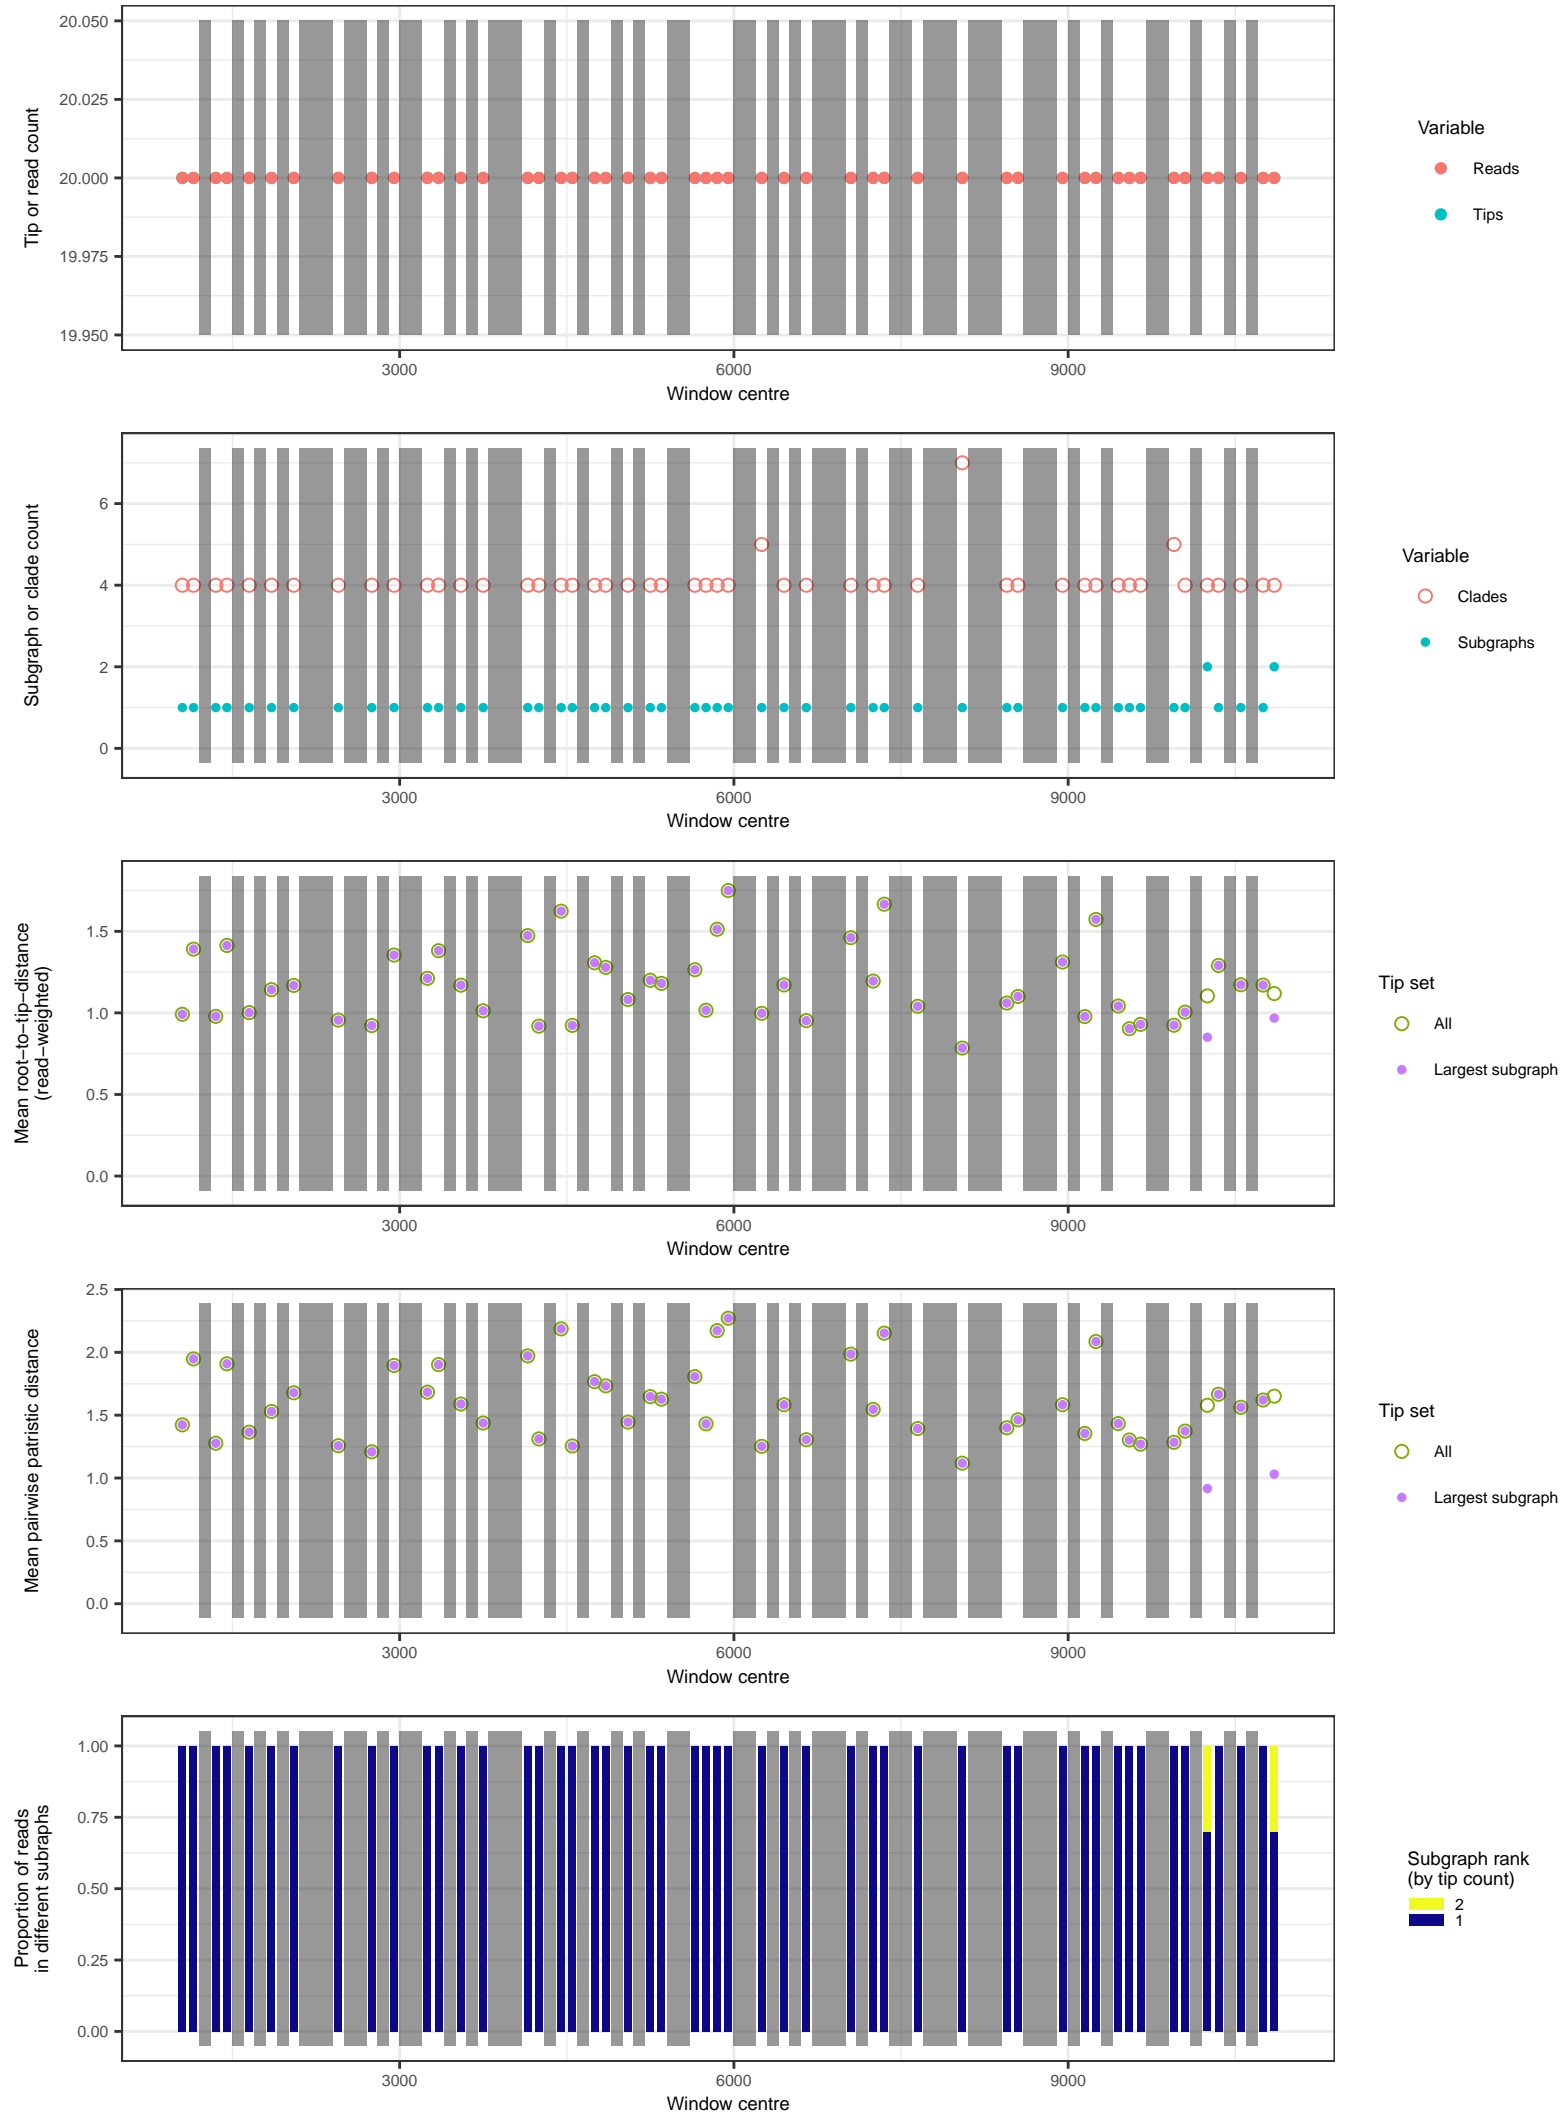 20.050
20.025
20.000
19.975
19.950
Tip or read count
3000
6000
9000
Window centre
Variable
Reads
Tips
6
4
2
0
Subgraph or clade count
3000
6000
9000
Window centre
Variable
Clades
Subgraphs
1.5
1.0
0.5
0.0
Mean root-to-tip-distance
(read-weighted)
3000
6000
9000
Window centre
Tip set
All
Largest subgraph
2.5
2.0
1.5
1.0
0.5
0.0
Mean pairwise patristic distance
3000
6000
9000
Window centre
Tip set
All
Largest subgraph
1.00
0.75
0.50
0.25
0.00
Proportion of reads
in different subraphs
3000
6000
9000
Window centre
Subgraph rank
(by tip count)
2
1